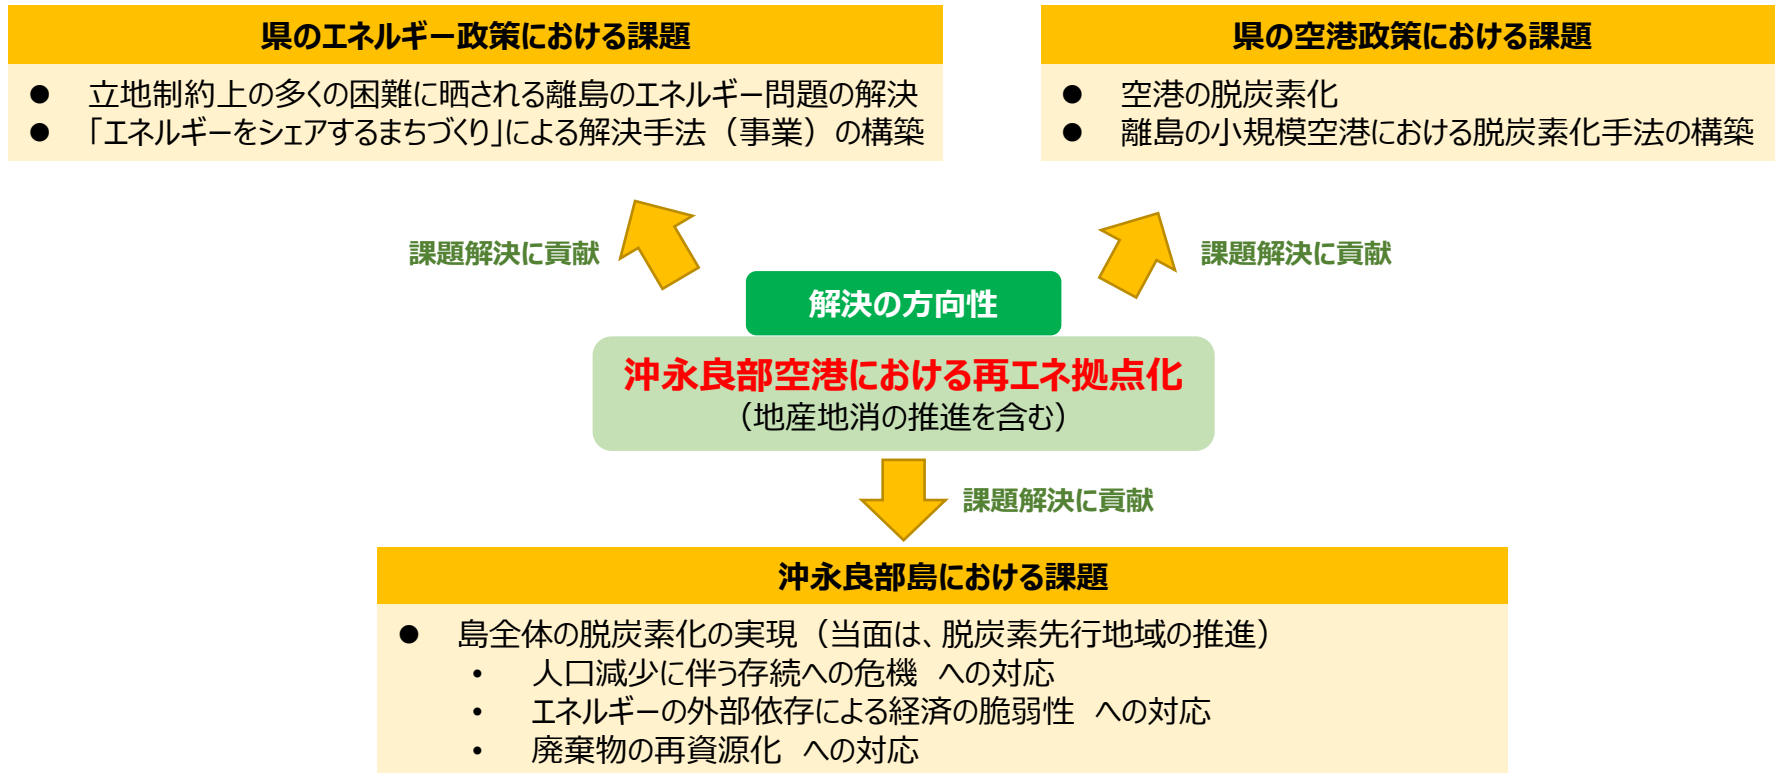 県のエネルギー政策における課題
● 立地制約上の多くの困難に晒される離島のエネルギー問題の解決
● 「エネルギーをシェアするまちづくり」による解決手法（事業）の構築
県の空港政策における課題
● 空港の脱炭素化
● 離島の小規模空港における脱炭素化手法の構築
課題解決に貢献
課題解決に貢献
解決の方向性
沖永良部空港における再エネ拠点化
（地産地消の推進を含む）
課題解決に貢献
沖永良部島における課題
● 島全体の脱炭素化の実現（当面は、脱炭素先行地域の推進）
• 人口減少に伴う存続への危機 への対応
• エネルギーの外部依存による経済の脆弱性 への対応
• 廃棄物の再資源化 への対応